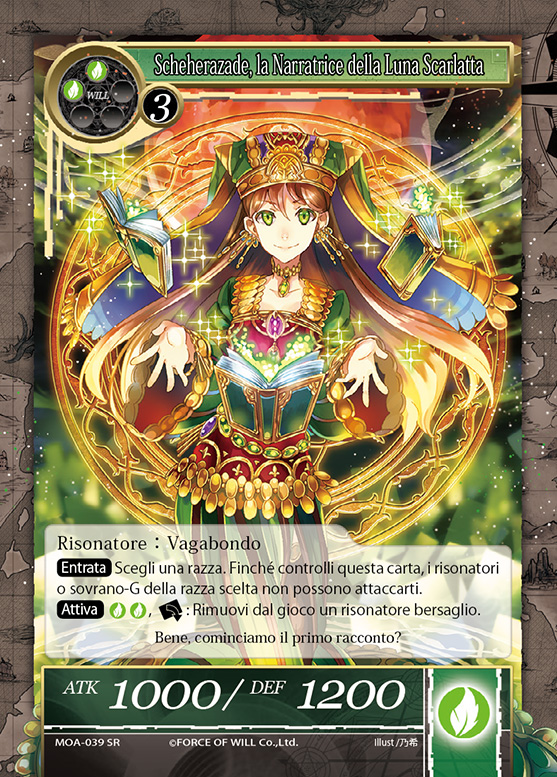 Scheherazade, la Narratrice della Luna Scarlatta
WILL
3
Risonatore : Vagabondo
Entrata Scegli una razza. Finché controlli questa carta, i risonatori
o sovrano-G della razza scelta non possono attaccarti.
Attiva , : Rimuovi dal gioco un risonatore bersaglio.
Bene, cominciamo il primo racconto?
ATK 1000 / DEF 1200
MOA-039 SR ©FORCE OF WILL Co.,Ltd. Illust/乃希